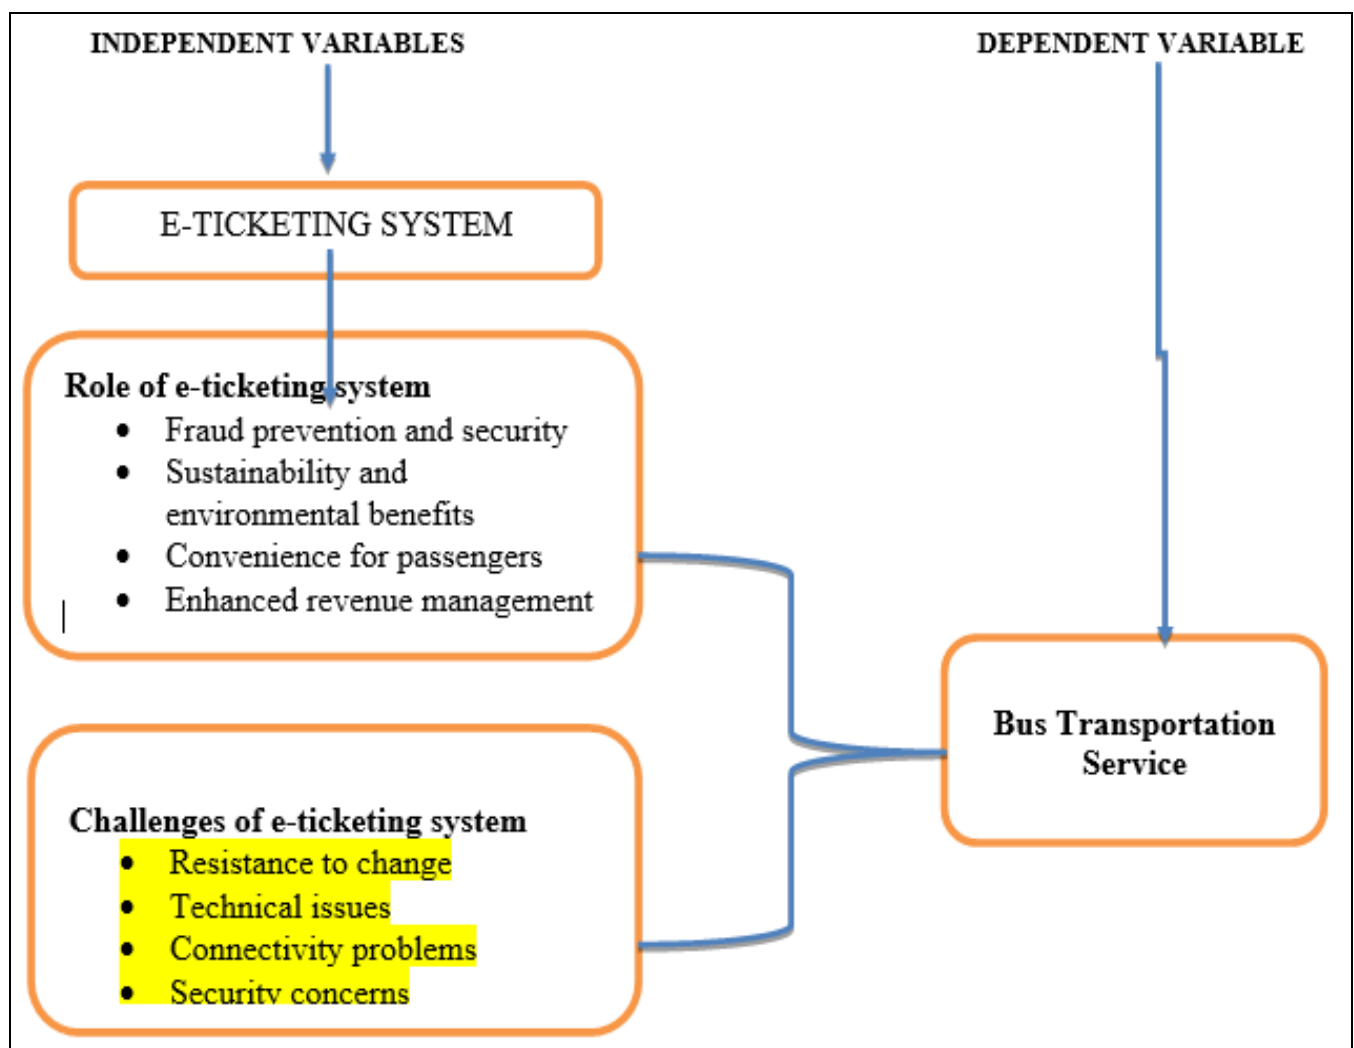 INDEPENDENT VARIABLES
DEPENDENT VARIABLE
E-TICKETING SYSTEM
Role of e-ticketing system
• Fraud prevention and security
• Sustainability and
environmental benefits
• Convenience for passengers
• Enhanced revenue management
Challenges of e-ticketing system
• Resistance to change
• Technical issues
• Connectivity problems
• Security concerns
Bus Transportation
Service